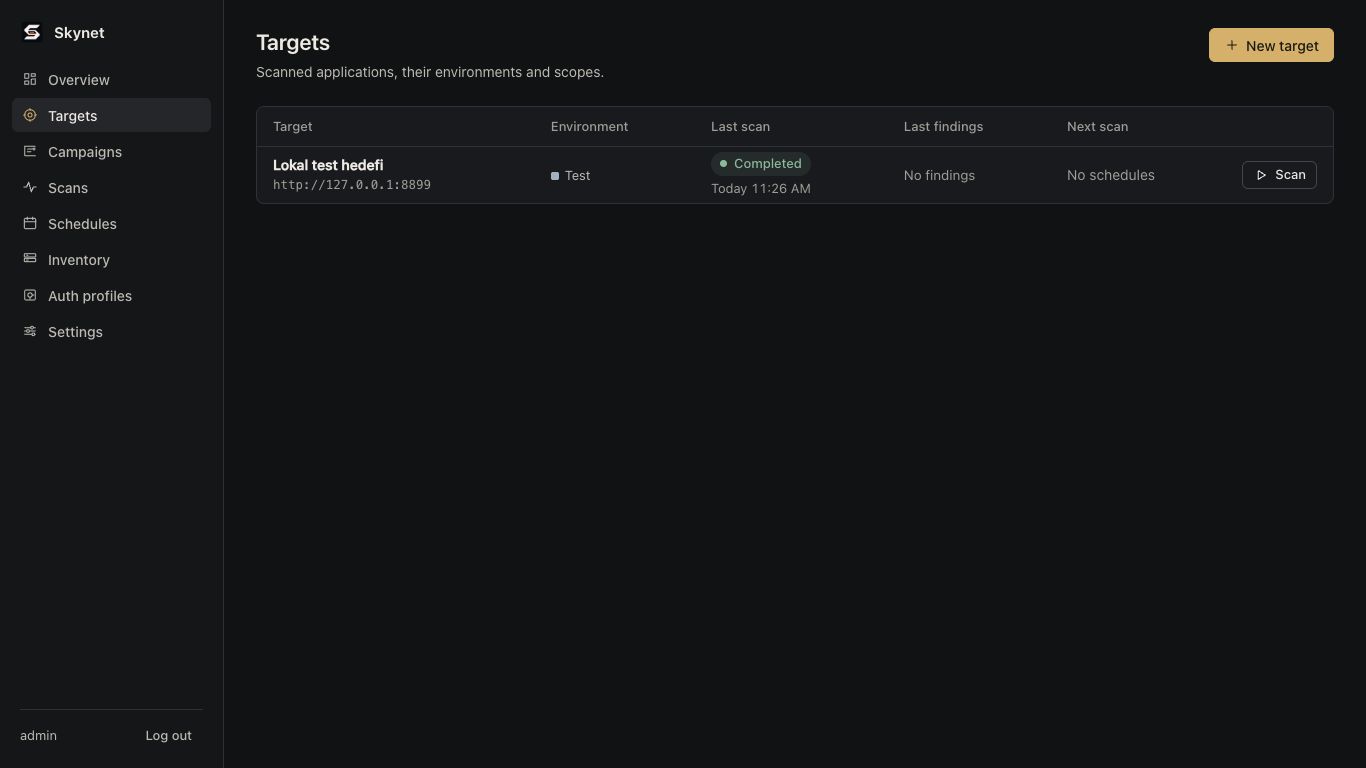 Skynet
Overview
Targets
Campaigns
Scans
Schedules
Inventory
Auth profiles
Settings
admin
Log out
Targets
Scanned applications, their environments and scopes.
New target
Target Environment Last scan Last findings Next scan
Lokal test hedefi
http://127.0.0.1:8899
Test
Completed
Today 11:26 AM
No findings
No schedules
Scan